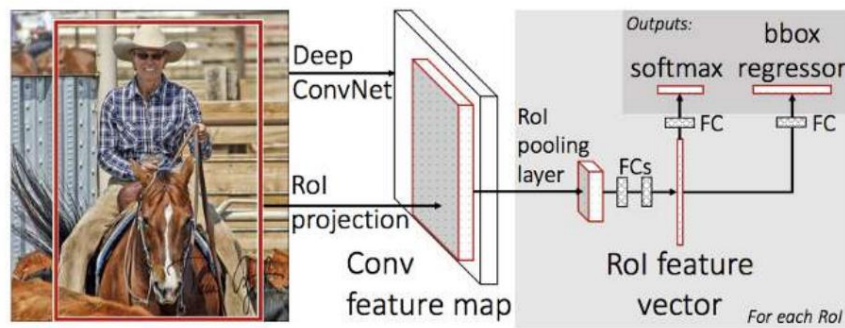 Deep
ConvNet
RoI
projection
Conv
feature map
RoI
pooling
layer
FCs
RoI feature
vector
Outputs:
softmax
bbox
regressor
FC
FC
For each RoI